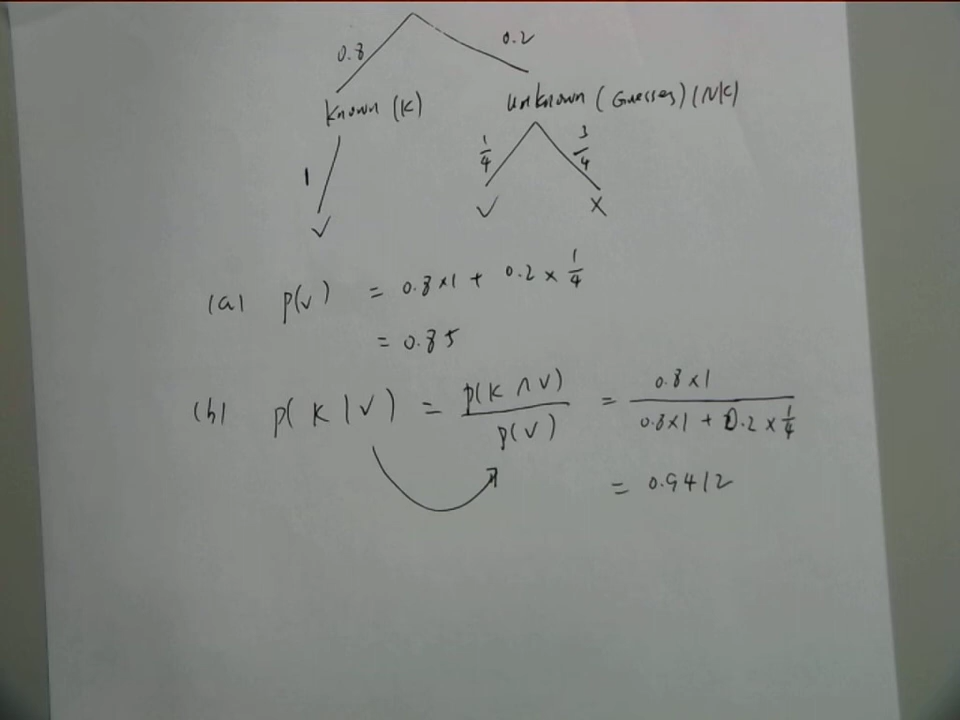 0.8 0.2
Known (K) Unknown (Guesses) (NK)
1 1/4 3/4
✓ ✓ ✗
(a) P(✓) = 0.8×1 + 0.2 × 1/4
= 0.85
(b) P(K|✓) = P(K ∩ ✓)/P(✓) = 0.8×1/(0.8×1 + 0.2 × 1/4)
= 0.9412